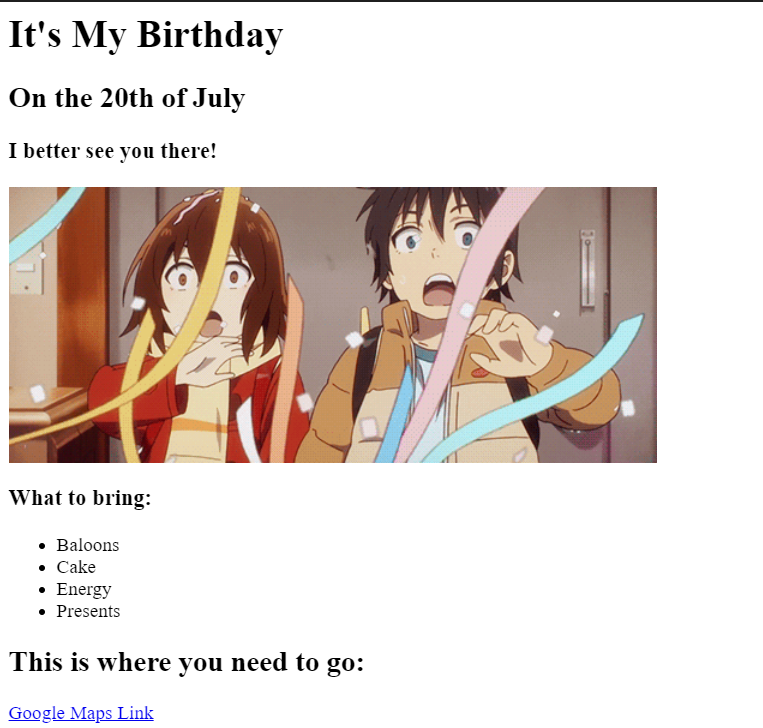 It's My Birthday
On the 20th of July
I better see you there!
What to bring:
Baloons
Cake
Energy
Presents
This is where you need to go:
Google Maps Link